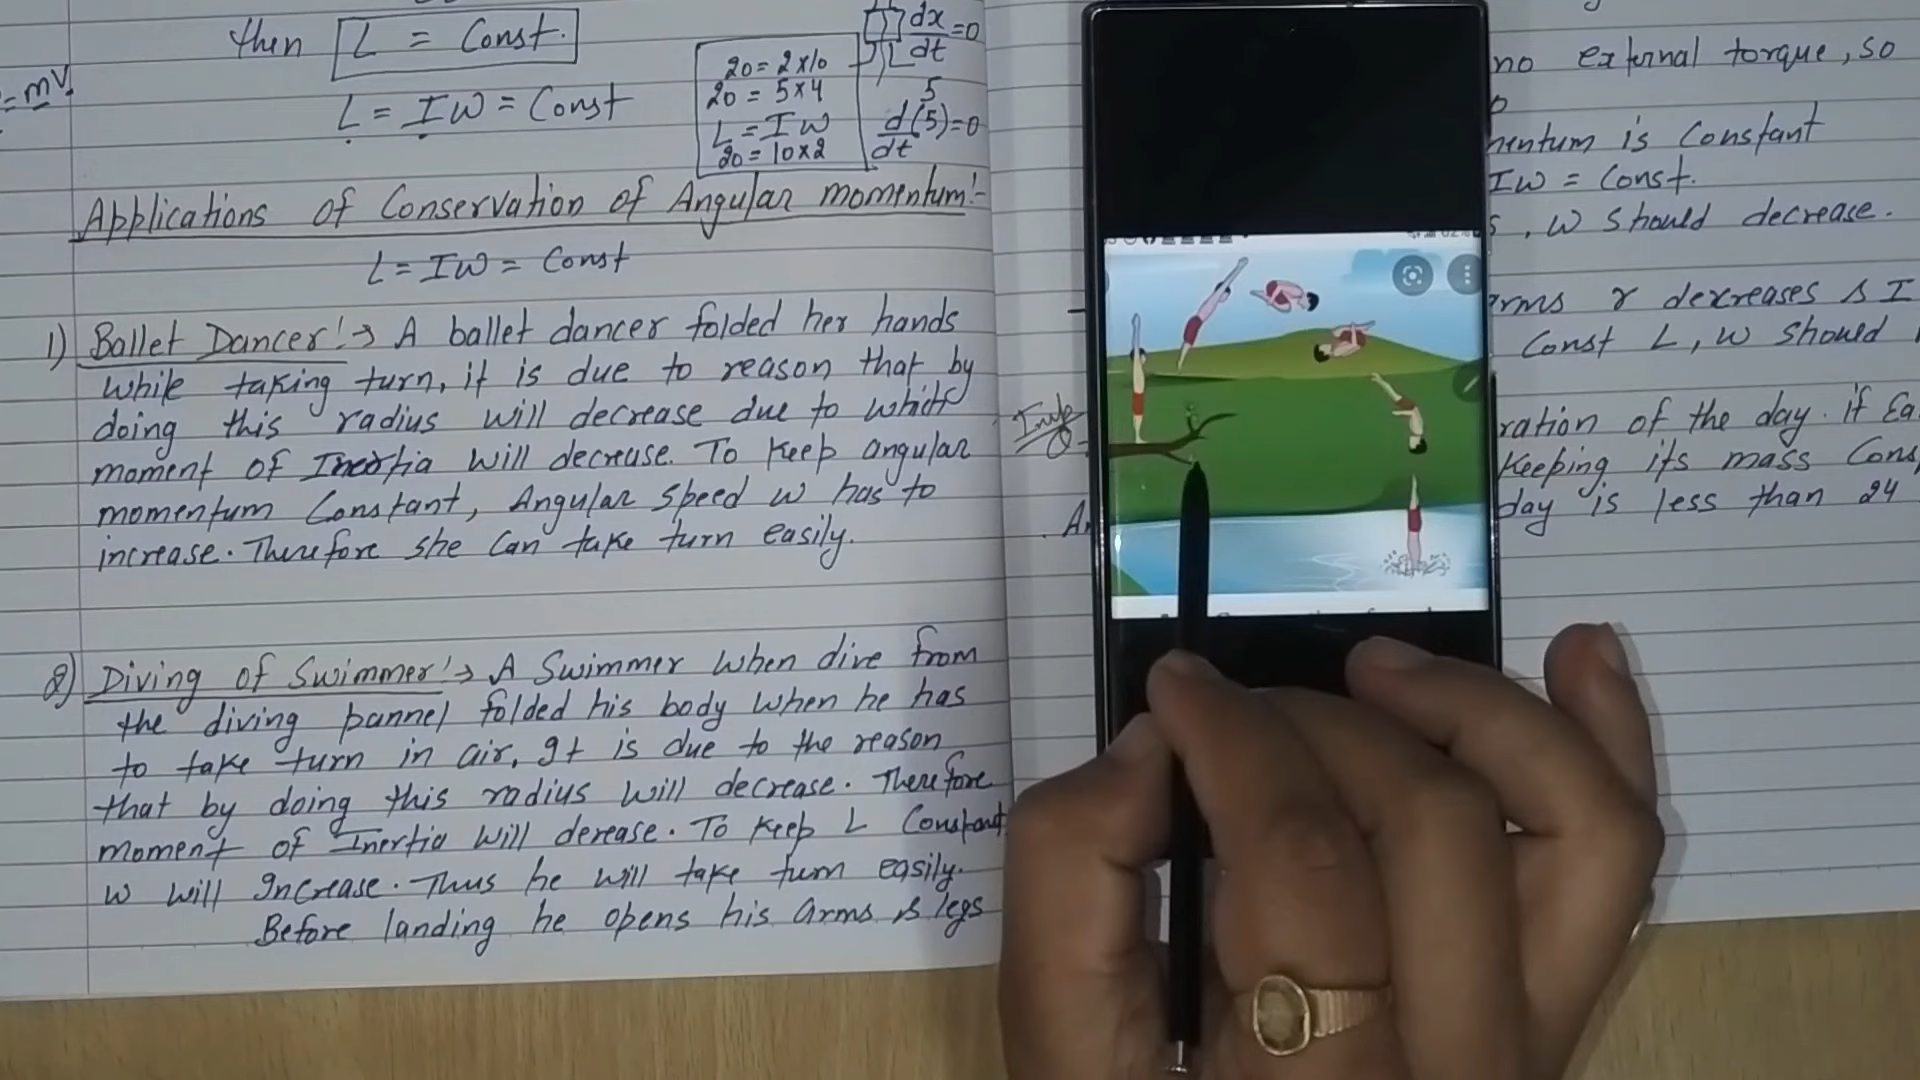 then L = Const.
= mV
L = Iω = Const
20 = 2×10
20 = 5×4
L = Iω
20 = 10×2
dx/dt = 0
5
d(5)/dt = 0
Applications of Conservation of Angular momentum:-
L = Iω = Const
1) Ballet Dancer:→ A ballet dancer folded her hands
while taking turn, it is due to reason that by
doing this radius will decrease due to which
moment of Inertia will decrease. To Keep angular
momentum Constant, Angular speed ω has to
increase. Therefore she Can take turn easily.
2) Diving of Swimmer:→ A Swimmer when dive from
the diving pannel folded his body when he has
to take turn in air, It is due to the reason
that by doing this radius will decrease. Therefore
moment of Inertia will derease. To Keep L Constant
ω will Increase. Thus he will take turn easily.
Before landing he opens his arms & legs
no external torque, so
mentum is Constant
Iω = Const.
, ω should decrease.
arms r decreases & I
Const L, ω should
ration of the day. if Ea
Keeping its mass Cons
day is less than 24